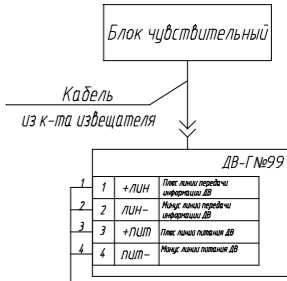 Блок чувствительный
Кабель
из к-та извещателя
ДВ-Г№99
1 1 +лин Плюс линии передачи
информации ДВ
2 2 лин- Минус линии передачи
информации ДВ
3 3 +пит Плюс линии питания ДВ
4 4 пит- Минус линии питания ДВ